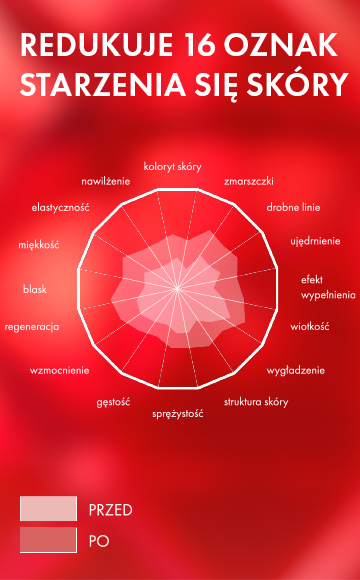 REDUKUJE 16 OZNAK
STARZENIA SIĘ SKÓRY
koloryt skóry
nawilżenie
zmarszczki
elastyczność
drobne linie
miękkość
ujędrnienie
blask
efekt
wypełnienia
regeneracja
wiotkość
wzmocnienie
wygładzenie
gęstość
struktura skóry
sprężystość
PRZED
PO